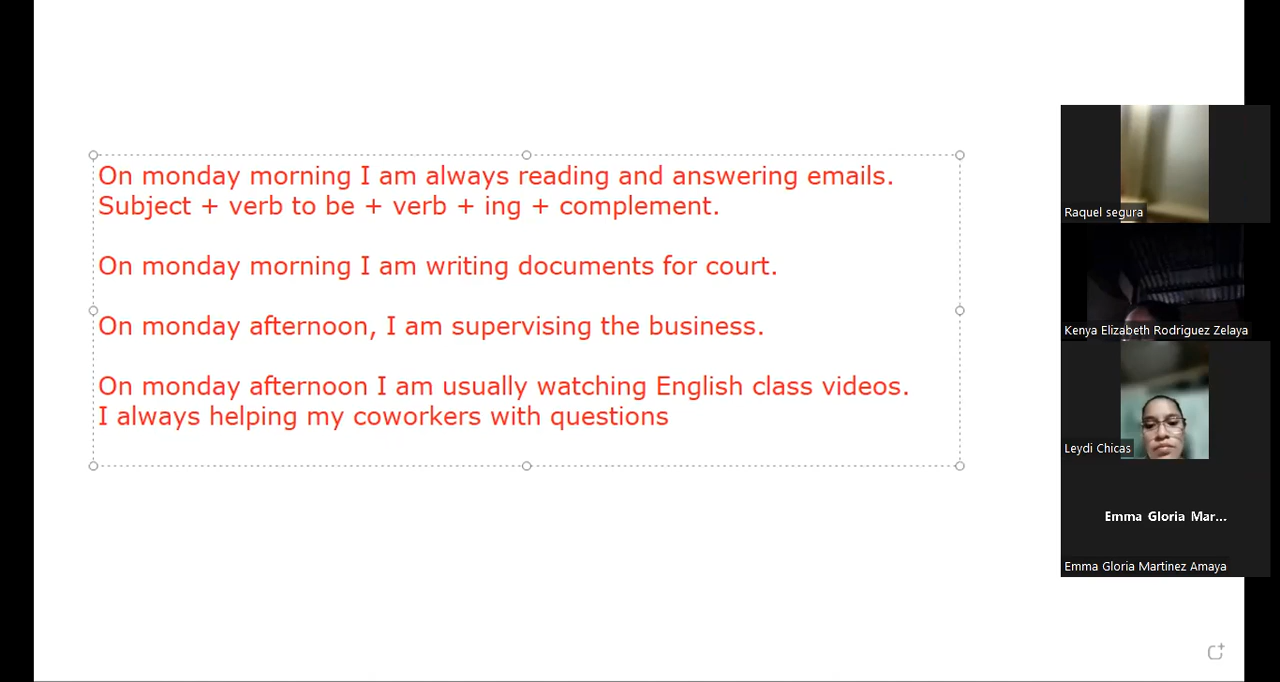 On monday morning I am always reading and answering emails.
Subject + verb to be + verb + ing + complement.
On monday morning I am writing documents for court.
On monday afternoon, I am supervising the business.
On monday afternoon I am usually watching English class videos.
I always helping my coworkers with questions
Raquel segura
Kenya Elizabeth Rodriguez Zelaya
Leydi Chicas
Emma Gloria Mar...
Emma Gloria Martinez Amaya